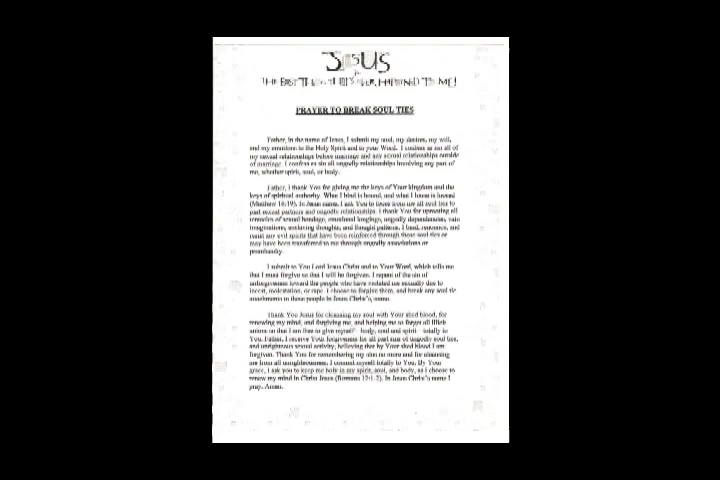 JESUS
is
THE BEST THING THAT'S EVER HAPPENED TO ME!
PRAYER TO BREAK SOUL TIES
Father, in the name of Jesus, I submit my soul, my desires, my will,
and my emotions to the Holy Spirit and to your Word. I confess as sin all of
my sexual relationships before marriage and any sexual relationships outside
of marriage. I confess as sin all ungodly relationships involving any part of
me, whether spirit, soul, or body.
Father, I thank You for giving me the keys of Your kingdom and the
keys of spiritual authority. What I bind is bound, and what I loose is loosed
(Matthew 16:19). In Jesus name, I ask You to loose from me all soul ties to
past sexual partners and ungodly relationships. I thank You for uprooting all
memories of sexual bondage, emotional longings, ungodly dependencies, vain
imaginations, enslaving thoughts, and thought patterns. I bind, renounce, and
resist any evil spirits that have been reinforced through those soul ties or
may have been transferred to me through ungodly associations or
promiscuity.
I submit to You Lord Jesus Christ and to Your Word, which tells me
that I must forgive so that I will be forgiven. I repent of the sin of
unforgiveness toward the people who have violated me sexually due to
incest, molestation, or rape. I choose to forgive them, and break any soul tie
attachments to these people in Jesus Christ's name.
Thank You Jesus for cleansing my soul with Your shed blood, for
renewing my mind, and forgiving me, and helping me to forget all illicit
unions so that I am free to give myself body, soul and spirit totally to
You. Father, I receive Your forgiveness for all past sins of ungodly soul ties,
and unrighteous sexual activity, believing that by Your shed blood I am
forgiven. Thank You for remembering my sins no more and for cleansing
me from all unrighteousness. I commit myself totally to You. By Your
grace, I ask you to keep me holy in my spirit, soul, and body, as I choose to
renew my mind in Christ Jesus (Romans 12:1-2). In Jesus Christ's name I
pray. Amen.